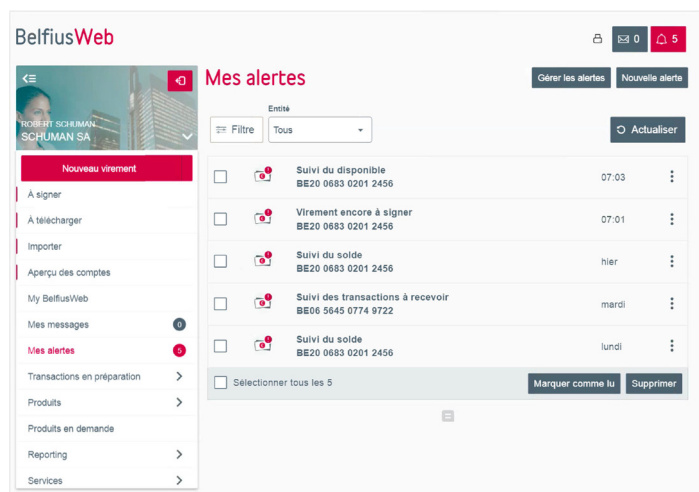 BelfiusWeb
0
5
Mes alertes
Gérer les alertes
Nouvelle alerte
ROBERT SCHUMAN
SCHUMAN SA
Entité
Filtre
Tous
Actualiser
Nouveau virement
À signer
À télécharger
Importer
Aperçu des comptes
My BelfiusWeb
Mes messages
0
Mes alertes
5
Transactions en préparation
Produits
Produits en demande
Reporting
Services
Suivi du disponible
BE20 0683 0201 2456
07:03
Virement encore à signer
BE20 0683 0201 2456
07:01
Suivi du solde
BE20 0683 0201 2456
hier
Suivi des transactions à recevoir
BE06 5645 0774 9722
mardi
Suivi du solde
BE20 0683 0201 2456
lundi
Sélectionner tous les 5
Marquer comme lu
Supprimer